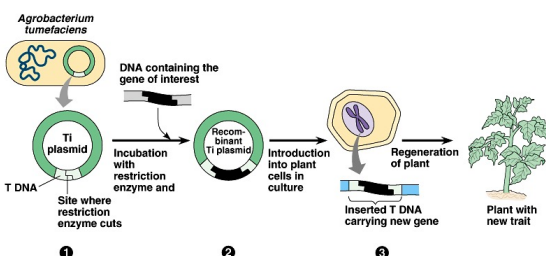 Agrobacterium
tumefaciens
DNA containing the
gene of interest
Ti
plasmid
T DNA
Site where
restriction
enzyme cuts
Incubation
with
restriction
enzyme and
Recom-
binant
Ti plasmid
Introduction
into plant
cells in
culture
Inserted T DNA
carrying new gene
Regeneration
of plant
Plant with
new trait
1
2
3